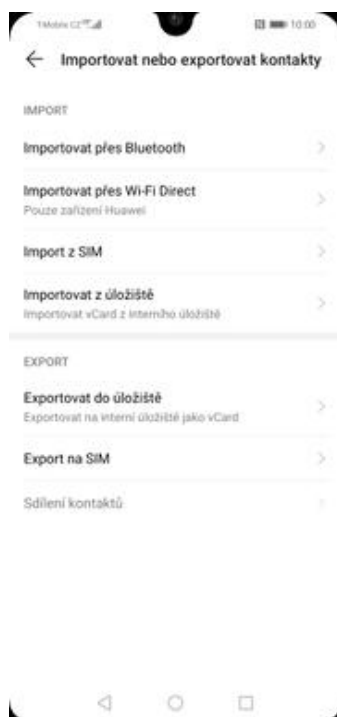 T-Mobile CZ
10:00
Importovat nebo exportovat kontakty
IMPORT
Importovat přes Bluetooth
Importovat přes Wi-Fi Direct
Pouze zařízení Huawei
Import z SIM
Importovat z úložiště
Importovat vCard z interního úložiště
EXPORT
Exportovat do úložiště
Exportovat na interní úložiště jako vCard
Export na SIM
Sdílení kontaktů